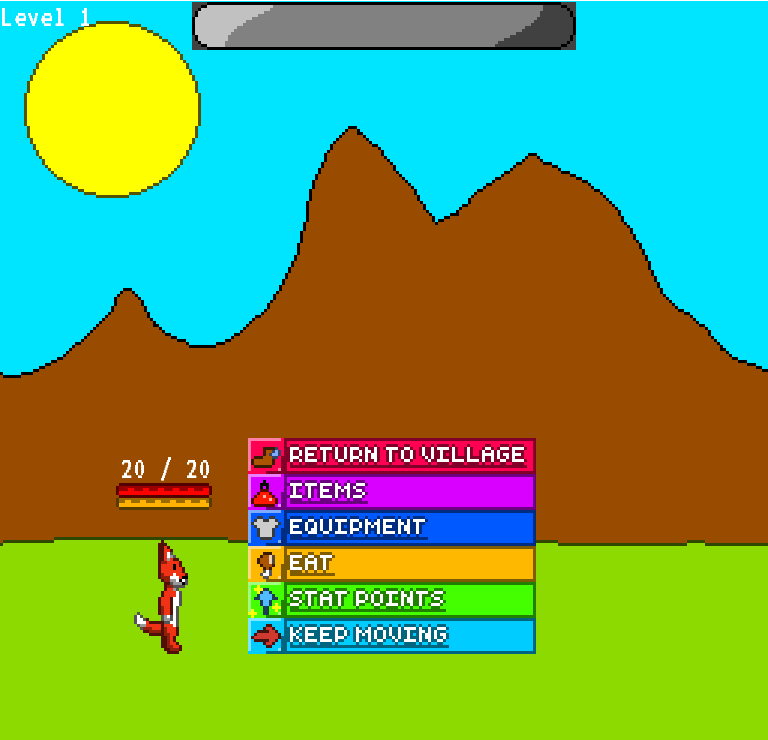 Level 1
20 / 20
RETURN TO VILLAGE
ITEMS
EQUIPMENT
EAT
STAT POINTS
KEEP MOVING